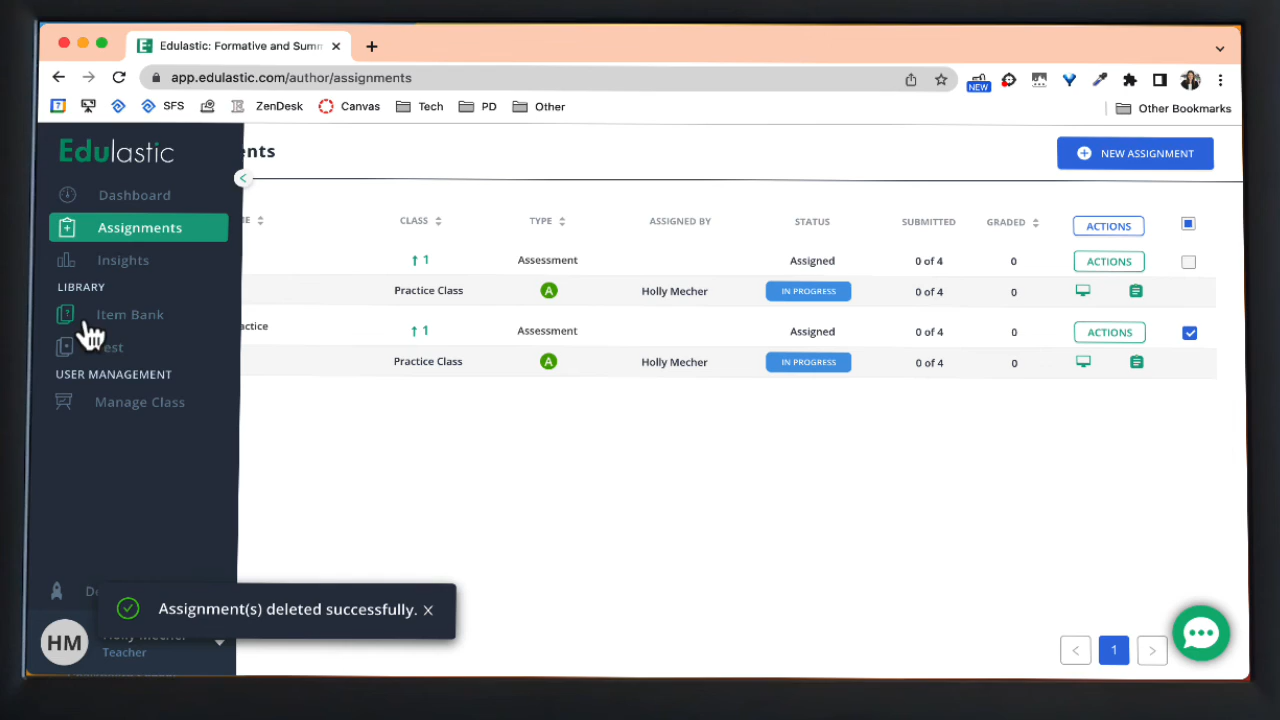 Edulastic: Formative and Summ
app.edulastic.com/author/assignments
NEW
SFS
ZenDesk
Canvas
Tech
PD
Other
Other Bookmarks
Edulastic
ents
NEW ASSIGNMENT
Dashboard
Assignments
Insights
LIBRARY
Item Bank
est
USER MANAGEMENT
Manage Class
CLASS
TYPE
ASSIGNED BY
STATUS
SUBMITTED
GRADED
ACTIONS
1
Assessment
Assigned
0 of 4
0
ACTIONS
Practice Class
A
Holly Mecher
IN PROGRESS
0 of 4
0
actice
1
Assessment
Assigned
0 of 4
0
ACTIONS
Practice Class
A
Holly Mecher
IN PROGRESS
0 of 4
0
Assignment(s) deleted successfully.
HM
Holly Mecher
Teacher
< 1 >